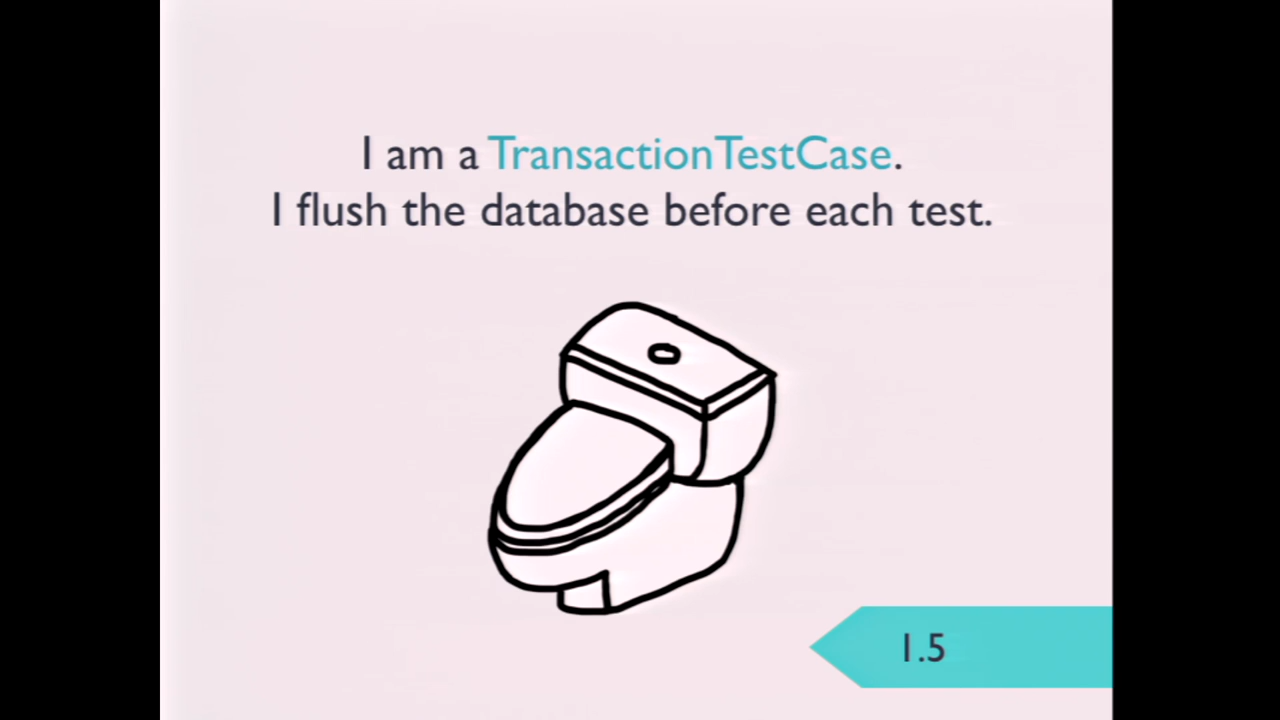 I am a TransactionTestCase.
I flush the database before each test.
1.5